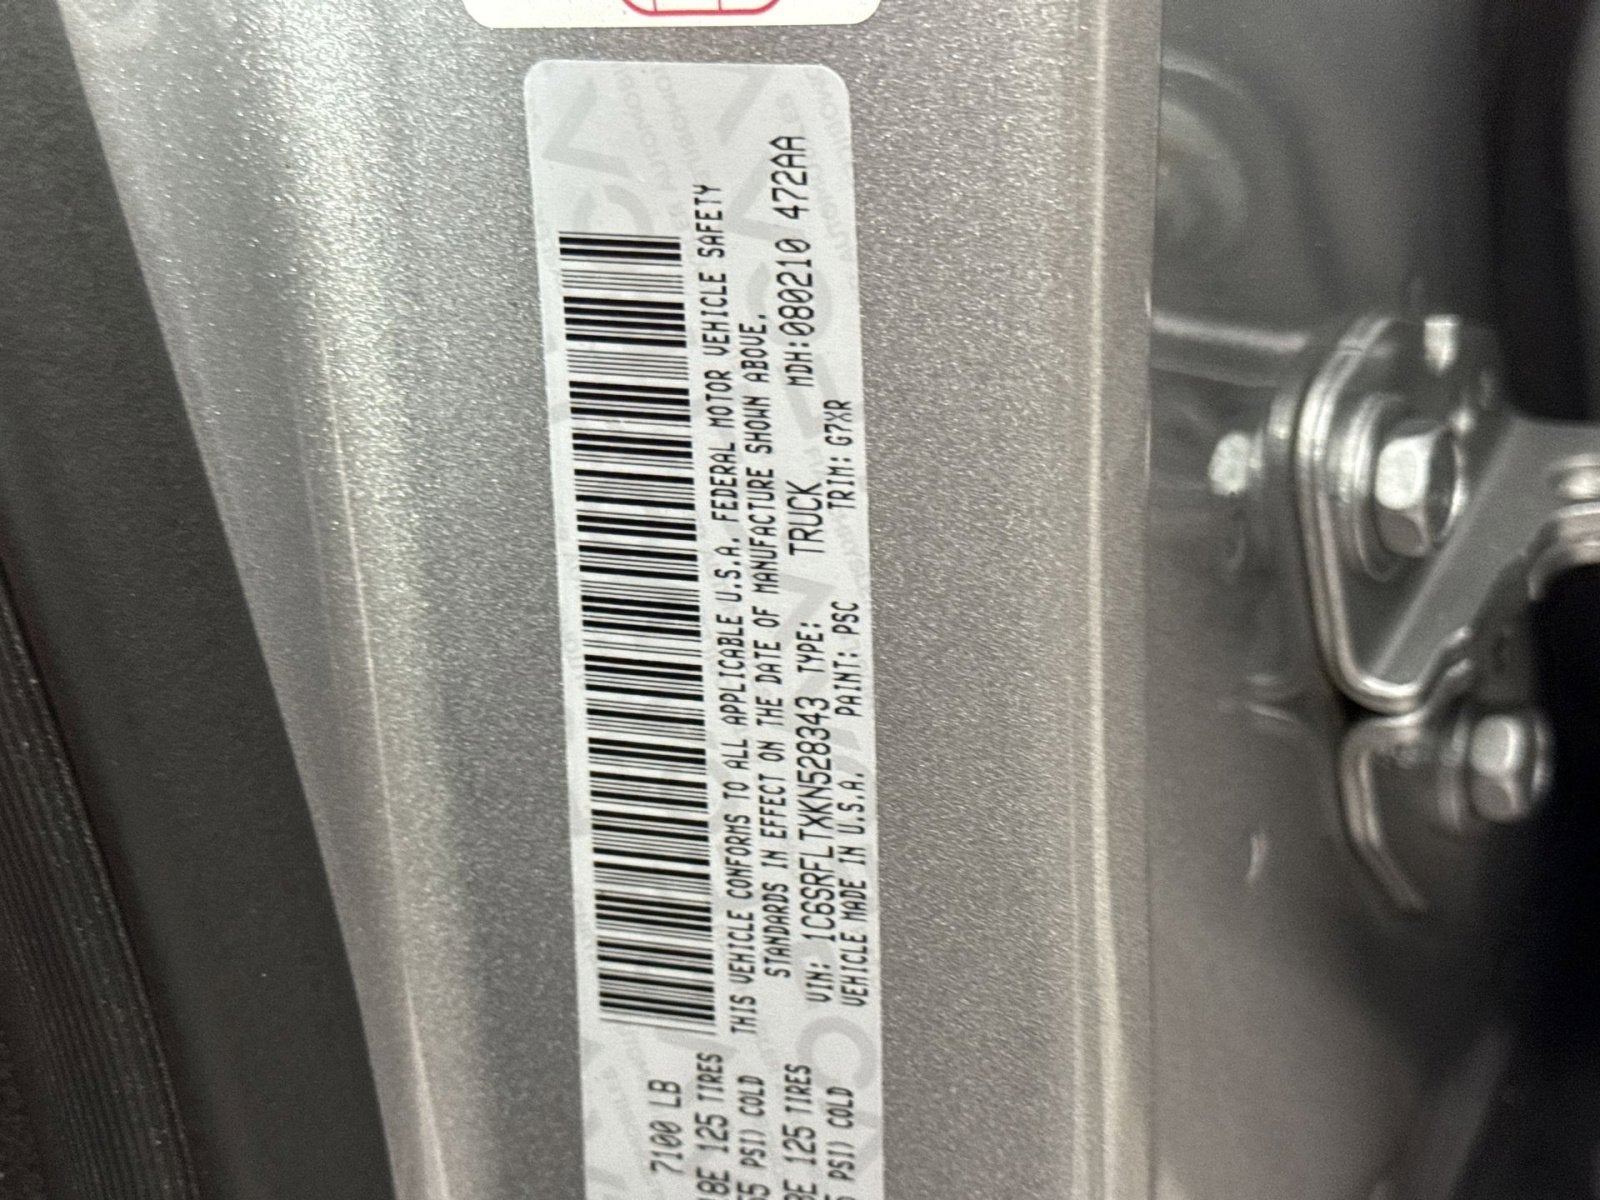 7100 LB
18BE 125 TIRES
PSI) COLD
BE 125 TIRES
PSI) COLD
THIS VEHICLE CONFORMS TO ALL APPLICABLE U.S.A. FEDERAL MOTOR VEHICLE SAFETY
STANDARDS IN EFFECT ON THE DATE OF MANUFACTURE SHOWN ABOVE.
VIN: 1C6SRFLTXKN528343 TYPE: TRUCK MDH:080210 472AA
VEHICLE MADE IN U.S.A. PAINT: PSC TRIM: G7XR